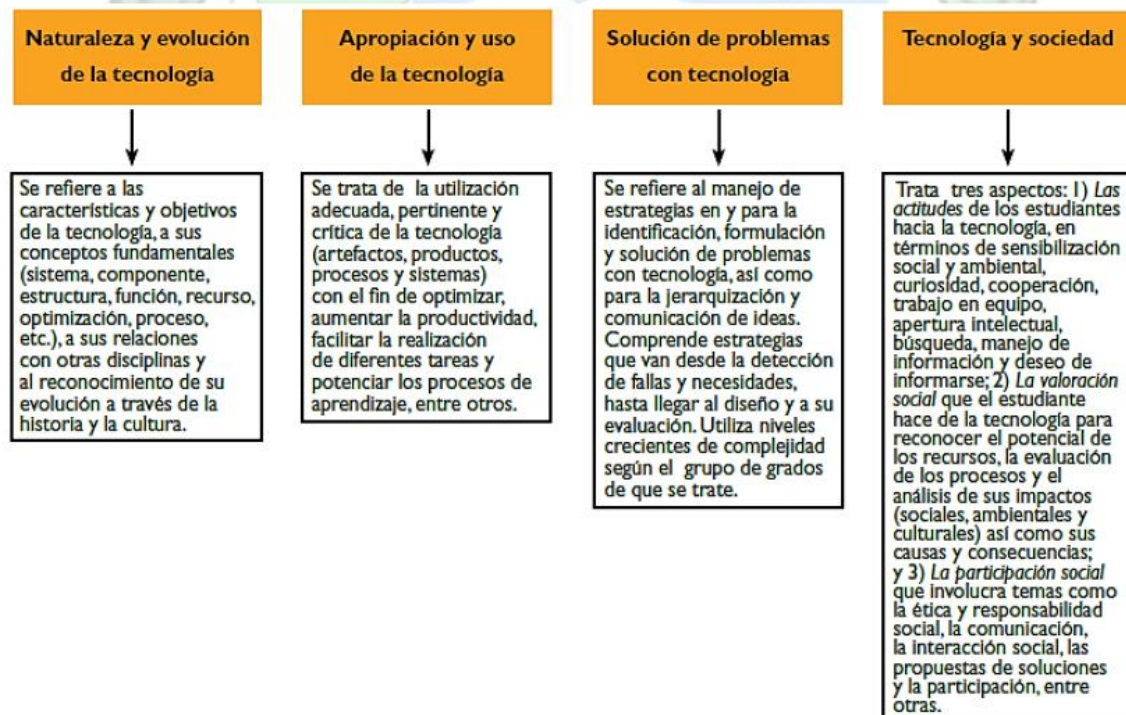 Naturaleza y evolución
de la tecnología
Se refiere a las
características y objetivos
de la tecnología, a sus
conceptos fundamentales
(sistema, componente,
estructura, función, recurso,
optimización, proceso,
etc.), a sus relaciones
con otras disciplinas y
al reconocimiento de su
evolución a través de la
historia y la cultura.
Apropiación y uso
de la tecnología
Se trata de la utilización
adecuada, pertinente y
crítica de la tecnología
(artefactos, productos,
procesos y sistemas)
con el fin de optimizar,
aumentar la productividad,
facilitar la realización
de diferentes tareas y
potenciar los procesos de
aprendizaje, entre otros.
Solución de problemas
con tecnología
Se refiere al manejo de
estrategias en y para la
identificación, formulación
y solución de problemas
con tecnología, así como
para la jerarquización y
comunicación de ideas.
Comprende estrategias
que van desde la detección
de fallas y necesidades,
hasta llegar al diseño y a su
evaluación. Utiliza niveles
crecientes de complejidad
según el grupo de grados
de que se trate.
Tecnología y sociedad
Trata tres aspectos: 1) Las
actitudes de los estudiantes
hacia la tecnología, en
términos de sensibilización
social y ambiental,
curiosidad, cooperación,
trabajo en equipo,
apertura intelectual,
búsqueda, manejo de
información y deseo de
informarse; 2) La valoración
social que el estudiante
hace de la tecnología para
reconocer el potencial de
los recursos, la evaluación
de los procesos y el
análisis de sus impactos
(sociales, ambientales y
culturales) así como sus
causas y consecuencias;
y 3) La participación social
que involucra temas como
la ética y responsabilidad
social, la comunicación,
la interacción social, las
propuestas de soluciones
y la participación, entre
otras.